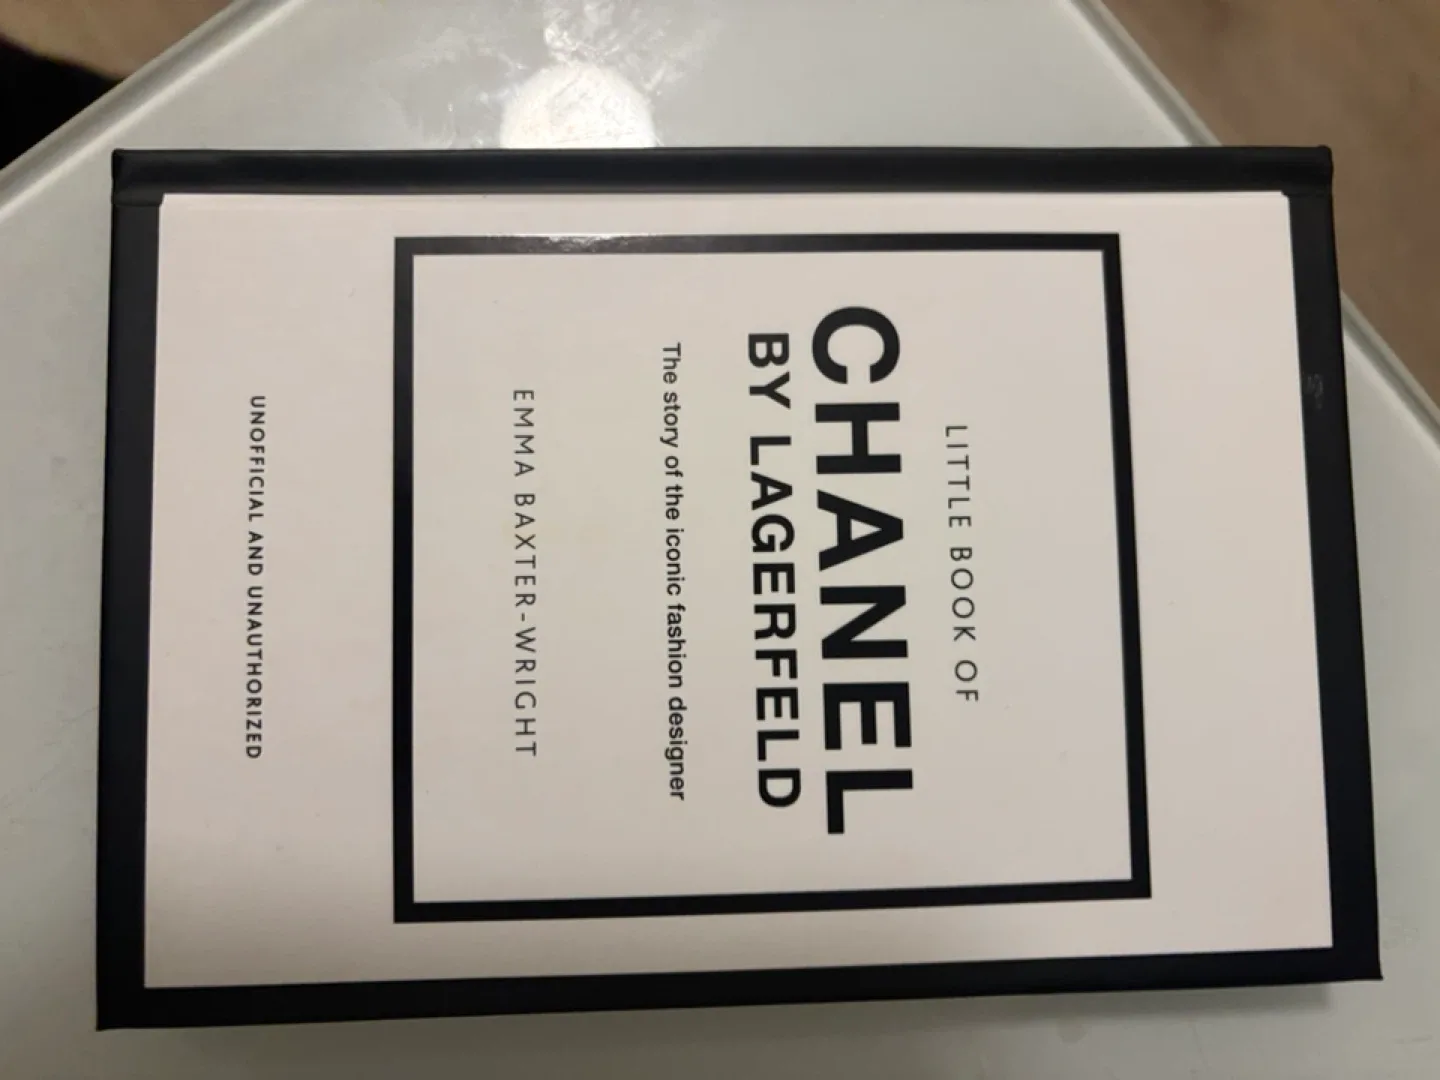 LITTLE BOOK OF
CHANEL
BY LAGERFELD
The story of the iconic fashion designer
EMMA BAXTER-WRIGHT
UNOFFICIAL AND UNAUTHORIZED